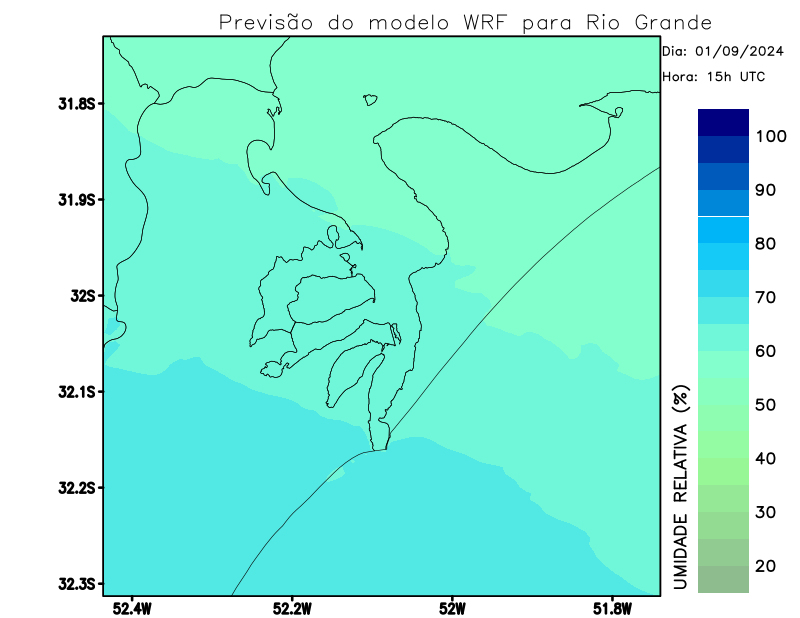 Previsão do modelo WRF para Rio Grande
Dia: 01/09/2024
Hora: 15h UTC
31.8S
31.9S
32S
32.1S
32.2S
32.3S
52.4W
52.2W
52W
51.8W
100
90
80
70
60
50
40
30
20
UMIDADE RELATIVA (%)